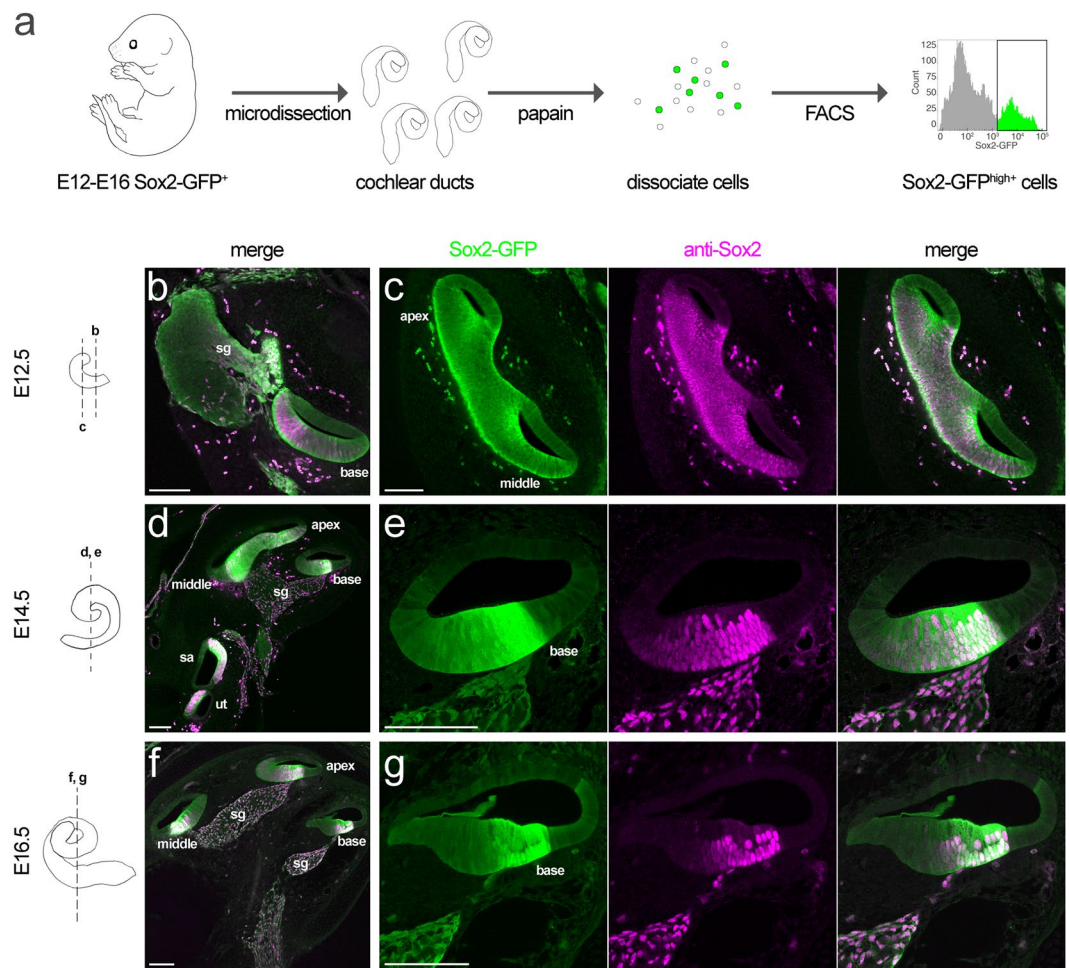 a
microdissection
papain
FACS
125
100
75
50
25
0
Count
0 10² 10³ 10⁴ 10⁵
Sox2-GFP
E12-E16 Sox2-GFP⁺
cochlear ducts
dissociate cells
Sox2-GFPʰⁱᵍʰ⁺ cells
merge
Sox2-GFP
anti-Sox2
merge
E12.5
b
c
b
sg
base
c
apex
middle
E14.5
d, e
d
apex
middle
base
sg
sa
ut
e
base
E16.5
f, g
f
apex
sg
middle
base
sg
g
base